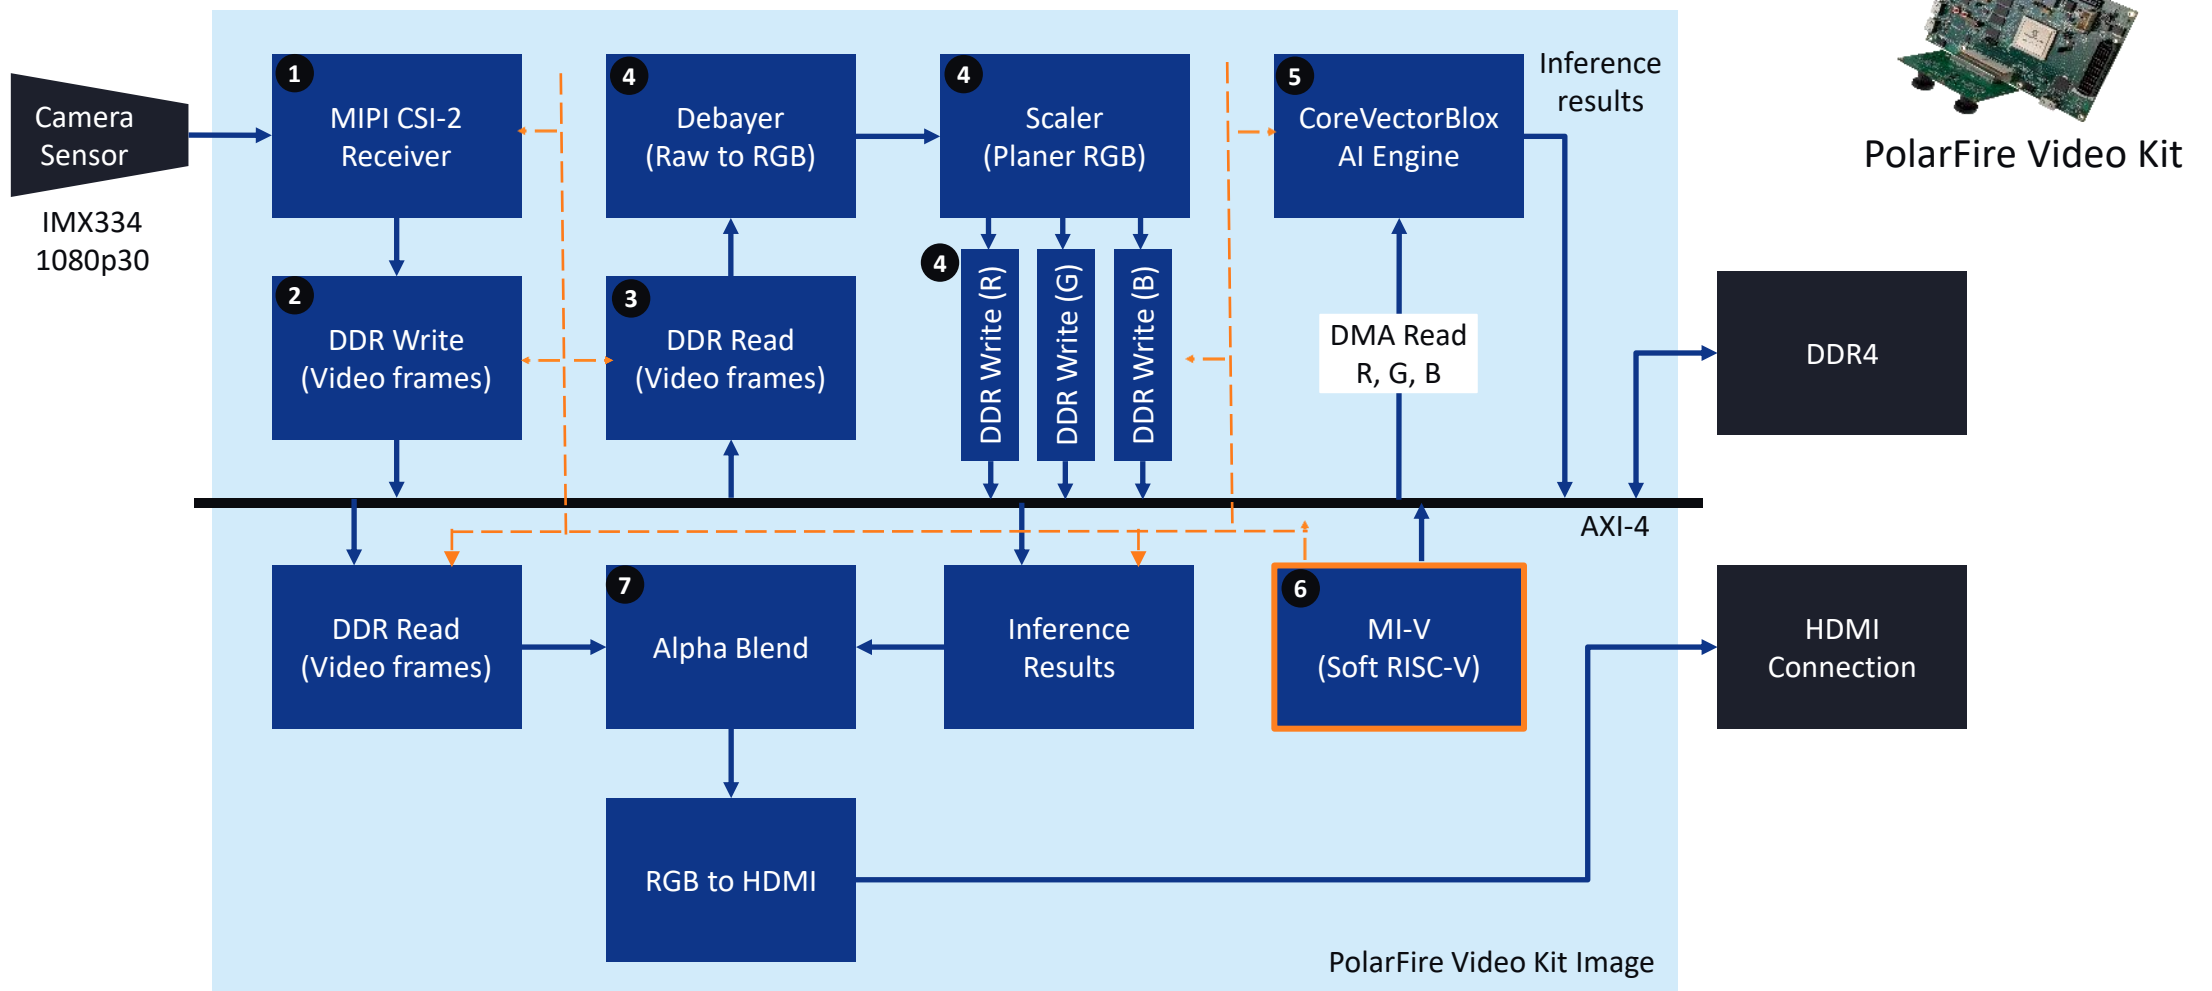 1
MIPI CSI-2
Receiver
4
Debayer
(Raw to RGB)
4
Scaler
(Planer RGB)
5
CoreVectorBlox
AI Engine
Inference
results
PolarFire Video Kit
Camera
Sensor
IMX334
1080p30
2
DDR Write
(Video frames)
3
DDR Read
(Video frames)
4
DDR Write (R)
DDR Write (G)
DDR Write (B)
DMA Read
R, G, B
DDR4
AXI-4
DDR Read
(Video frames)
7
Alpha Blend
Inference
Results
6
MI-V
(Soft RISC-V)
HDMI
Connection
RGB to HDMI
PolarFire Video Kit Image